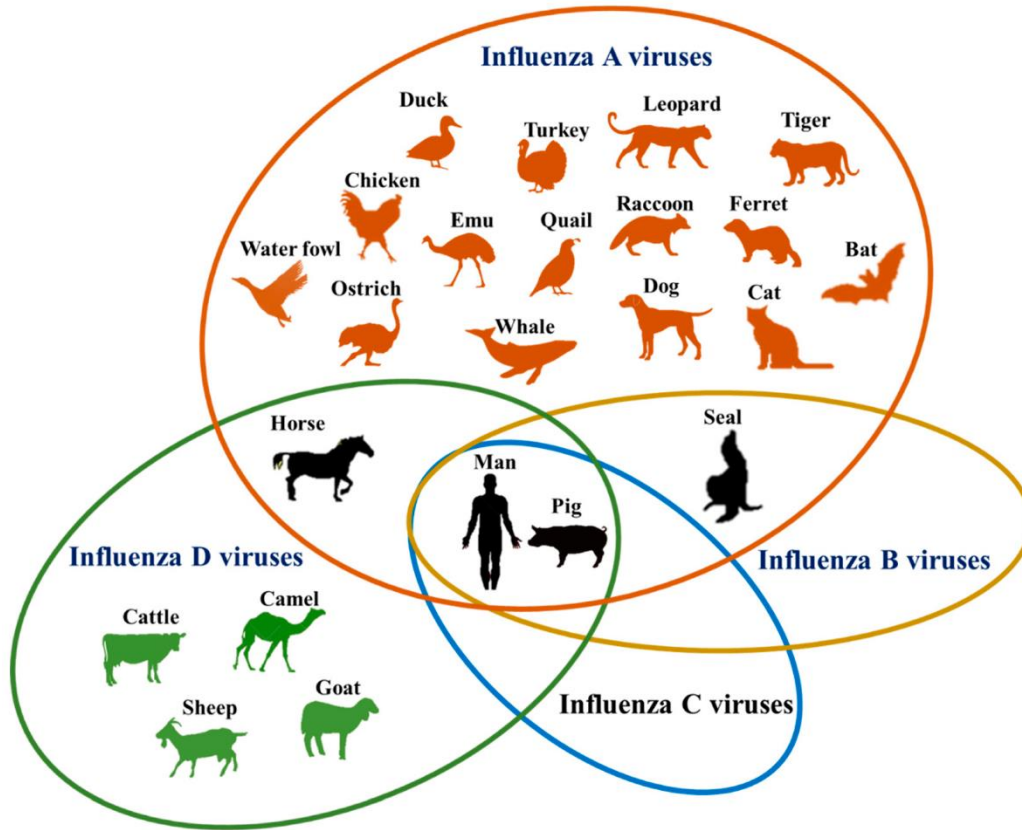 Influenza A viruses
Duck
Turkey
Leopard
Tiger
Chicken
Emu
Quail
Raccoon
Ferret
Water fowl
Bat
Ostrich
Whale
Dog
Cat
Horse
Seal
Man
Pig
Influenza D viruses
Influenza B viruses
Cattle
Camel
Sheep
Goat
Influenza C viruses